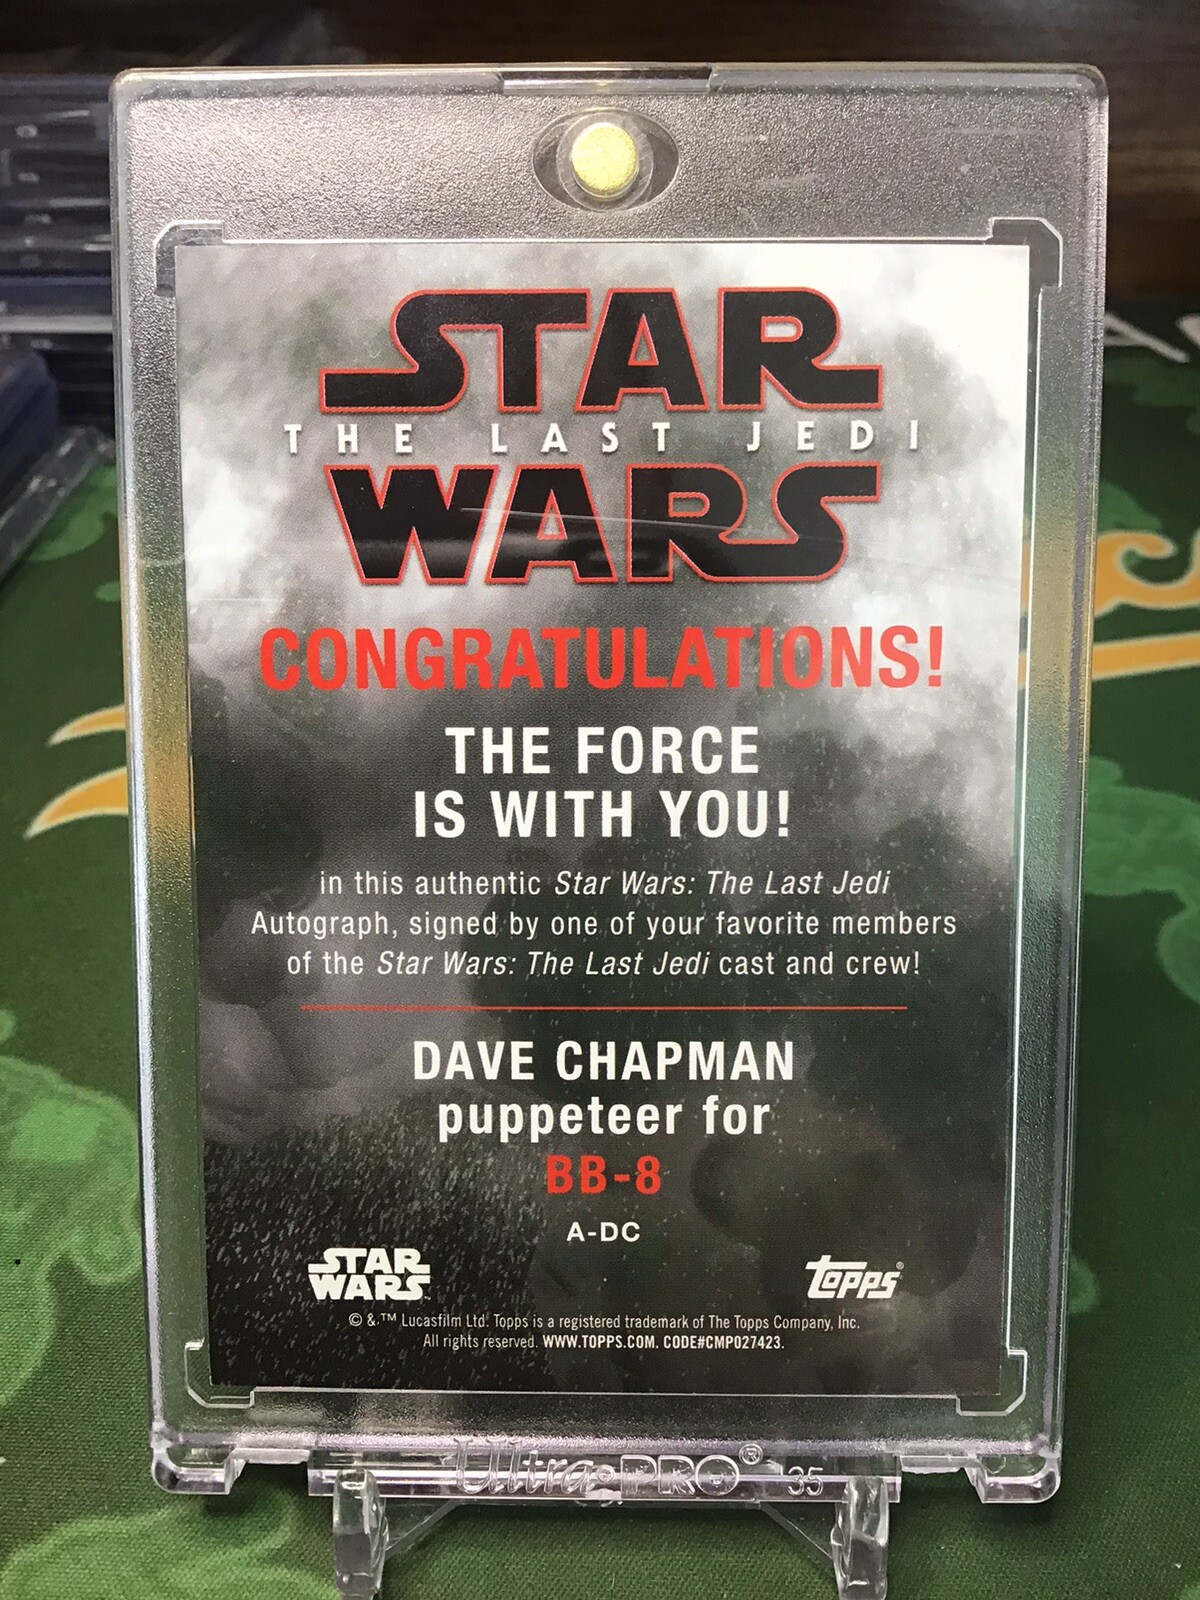 STAR
THE LAST JEDI
WARS
CONGRATULATIONS!
THE FORCE
IS WITH YOU!
in this authentic Star Wars: The Last Jedi
Autograph, signed by one of your favorite members
of the Star Wars: The Last Jedi cast and crew!
DAVE CHAPMAN
puppeteer for
BB-8
A-DC
STAR
WARS
TOPPS®
© & ™ Lucasfilm Ltd. Topps is a registered trademark of The Topps Company, Inc.
All rights reserved. WWW.TOPPS.COM. CODE#CMP027423.
Ultra•PRO® 35